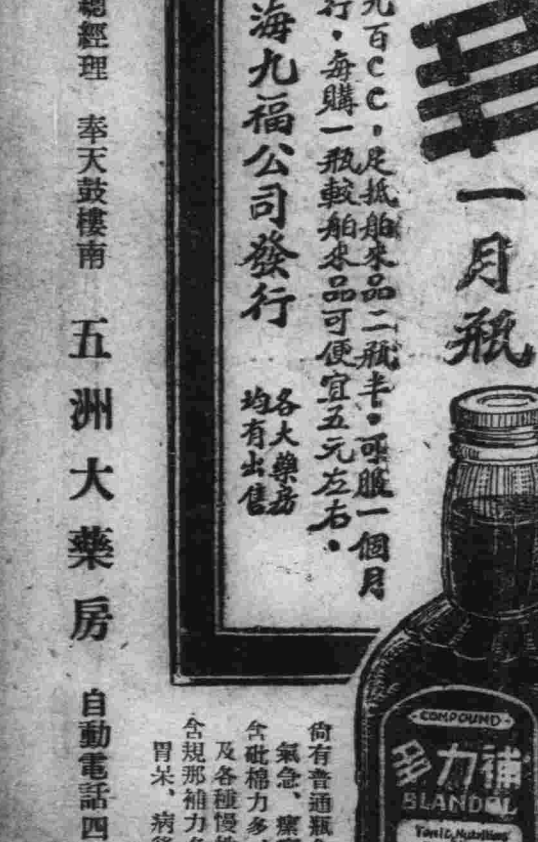 一月瓶
九百CC，足抵舶來品二瓶半。可服一個月
行。每購一瓶較舶來品可便宜五元左右。
海九福公司發行
各大藥房
均有出售
COMPOUND
補力多
BLANDOL
Tonic Nutritios
尙有普通瓶
氣急、瘰
含砒棉力多
及各種慢性
含規那補力多
胃呆、病後
總經理 奉天鼓樓南 五洲大藥房 自動電話四